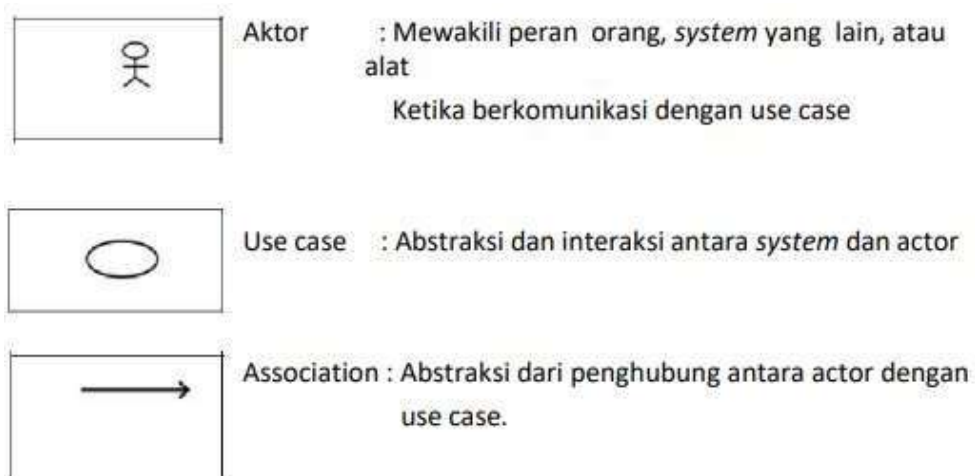 Aktor : Mewakili peran orang, system yang lain, atau
alat
Ketika berkomunikasi dengan use case
Use case : Abstraksi dan interaksi antara system dan actor
Association : Abstraksi dari penghubung antara actor dengan
use case.